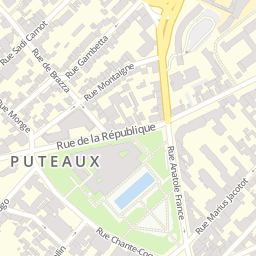 Rue Sadi Carnot
Rue Gambetta
Rue de Brazza
Rue Montaigne
Rue Monge
Rue de la République
PUTEAUX
Rue Anatole France
Rue Marius Jacotot
Rue Chante-Coq